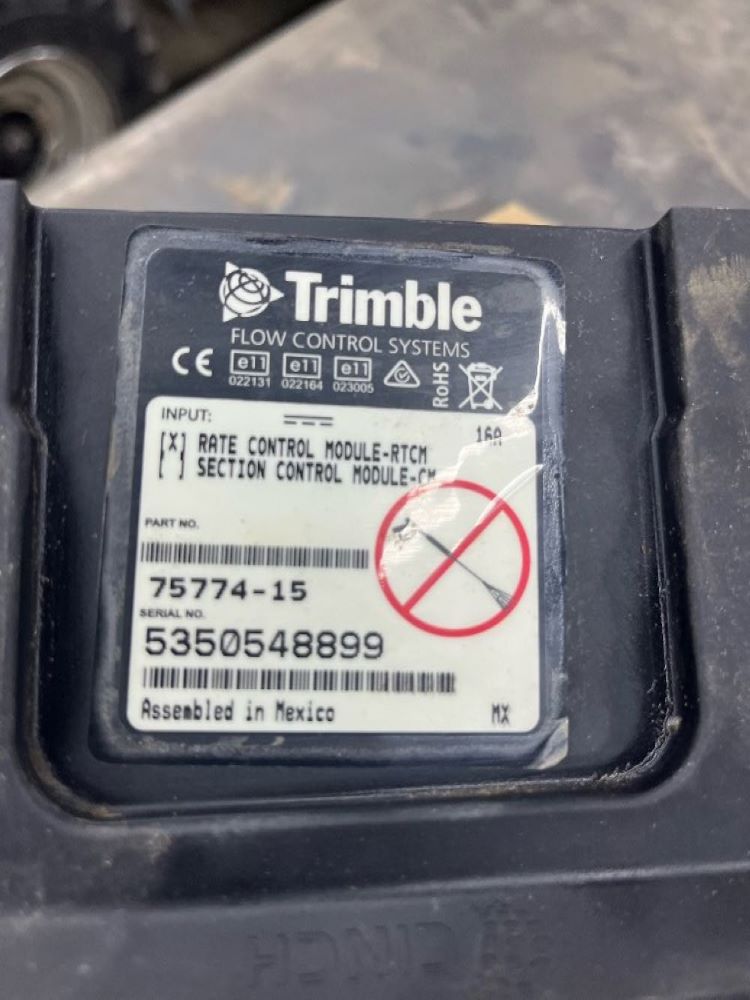 Trimble
FLOW CONTROL SYSTEMS
CE e11 e11 e11 RoHS
022131 022164 023005
INPUT: 16A
[X] RATE CONTROL MODULE-RTCM
[ ] SECTION CONTROL MODULE-CM
PART NO.
75774-15
SERIAL NO.
5350548899
Assembled in Mexico MX
CINCH